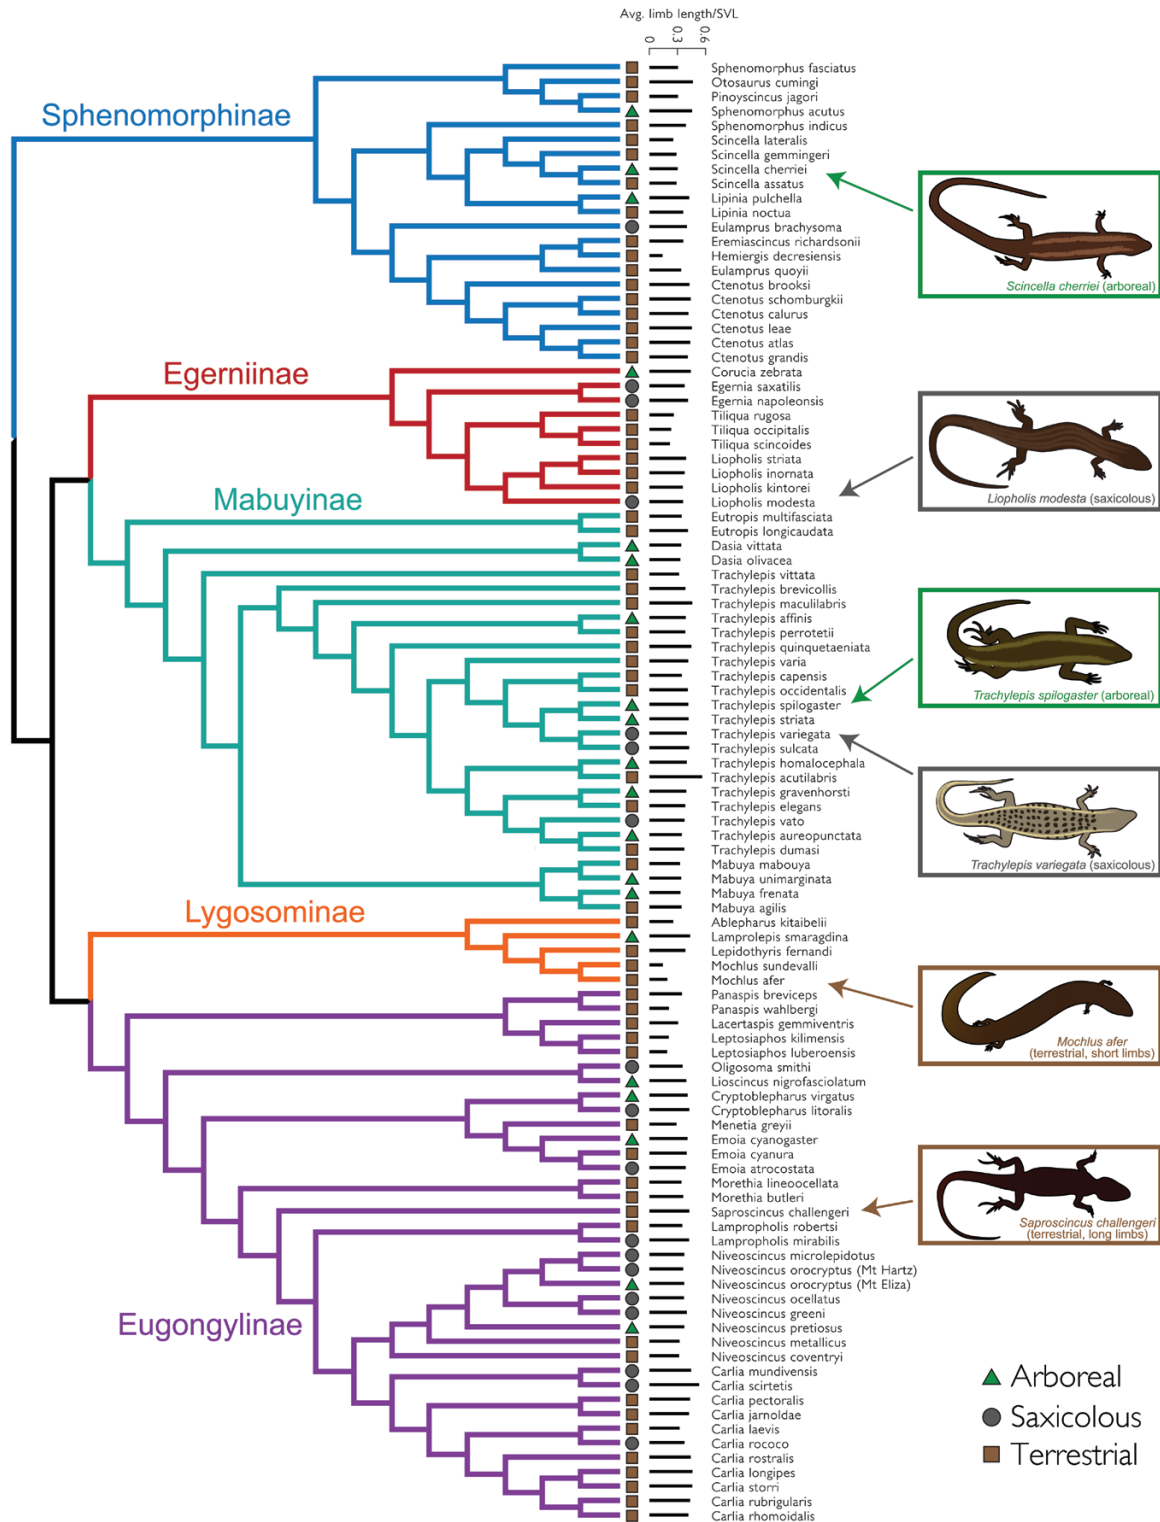 Avg. limb length/SVL
0 0.3 0.6
Sphenomorphinae
Egerniinae
Mabuyinae
Lygosominae
Eugongylinae
Sphenomorphus fasciatus
Otosaurus cumingi
Pinoyscincus jagori
Sphenomorphus acutus
Sphenomorphus indicus
Scincella lateralis
Scincella gemmingeri
Scincella cherriei
Scincella assatus
Lipinia pulchella
Lipinia noctua
Eulamprus brachysoma
Eremiascincus richardsonii
Hemiergis decresiensis
Eulamprus quoyii
Ctenotus brooksi
Ctenotus schomburgkii
Ctenotus calurus
Ctenotus leae
Ctenotus atlas
Ctenotus grandis
Corucia zebrata
Egernia saxatilis
Egernia napoleonsis
Tiliqua rugosa
Tiliqua occipitalis
Tiliqua scincoides
Liopholis striata
Liopholis inornata
Liopholis kintorei
Liopholis modesta
Eutropis multifasciata
Eutropis longicaudata
Dasia vittata
Dasia olivacea
Trachylepis vittata
Trachylepis brevicollis
Trachylepis maculilabris
Trachylepis affinis
Trachylepis perrotetii
Trachylepis quinquetaeniata
Trachylepis varia
Trachylepis capensis
Trachylepis occidentalis
Trachylepis spilogaster
Trachylepis striata
Trachylepis variegata
Trachylepis sulcata
Trachylepis homalocephala
Trachylepis acutilabris
Trachylepis gravenhorsti
Trachylepis elegans
Trachylepis vato
Trachylepis aureopunctata
Trachylepis dumasi
Mabuya mabouya
Mabuya unimarginata
Mabuya frenata
Mabuya agilis
Ablepharus kitaibelii
Lamprolepis smaragdina
Lepidothyris fernandi
Mochlus sundevalli
Mochlus afer
Panaspis breviceps
Panaspis wahlbergi
Lacertaspis gemmiventris
Leptosiaphos kilimensis
Leptosiaphos luberoensis
Oligosoma smithi
Lioscincus nigrofasciolatum
Cryptoblepharus virgatus
Cryptoblepharus litoralis
Menetia greyii
Emoia cyanogaster
Emoia cyanura
Emoia atrocostata
Morethia lineoocellata
Morethia butleri
Saproscincus challengeri
Lampropholis robertsi
Lampropholis mirabilis
Niveoscincus microlepidotus
Niveoscincus orocryptus (Mt Hartz)
Niveoscincus orocryptus (Mt Eliza)
Niveoscincus ocellatus
Niveoscincus greeni
Niveoscincus pretiosus
Niveoscincus metallicus
Niveoscincus coventryi
Carlia mundivensis
Carlia scirtetis
Carlia pectoralis
Carlia jarnoldae
Carlia laevis
Carlia rococo
Carlia rostralis
Carlia longipes
Carlia storri
Carlia rubrigularis
Carlia rhomoidalis
Scincella cherriei (arboreal)
Liopholis modesta (saxicolous)
Trachylepis spilogaster (arboreal)
Trachylepis variegata (saxicolous)
Mochlus afer
(terrestrial, short limbs)
Saproscincus challengeri
(terrestrial, long limbs)
Arboreal
Saxicolous
Terrestrial